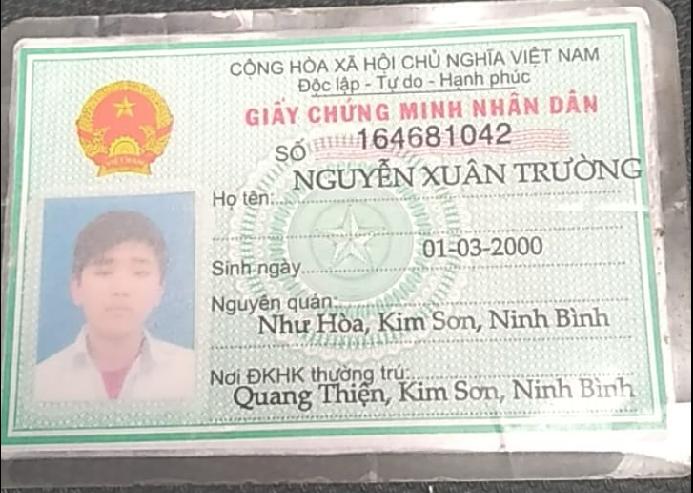 CỘNG HÒA XÃ HỘI CHỦ NGHĨA VIỆT NAM
Độc lập - Tự do - Hạnh phúc
GIẤY CHỨNG MINH NHÂN DÂN
SỐ 164681042
Họ tên: NGUYỄN XUÂN TRƯỜNG
Sinh ngày 01-03-2000
Nguyên quán:
Như Hòa, Kim Sơn, Ninh Bình
Nơi ĐKHK thường trú:
Quang Thiện, Kim Sơn, Ninh Bình